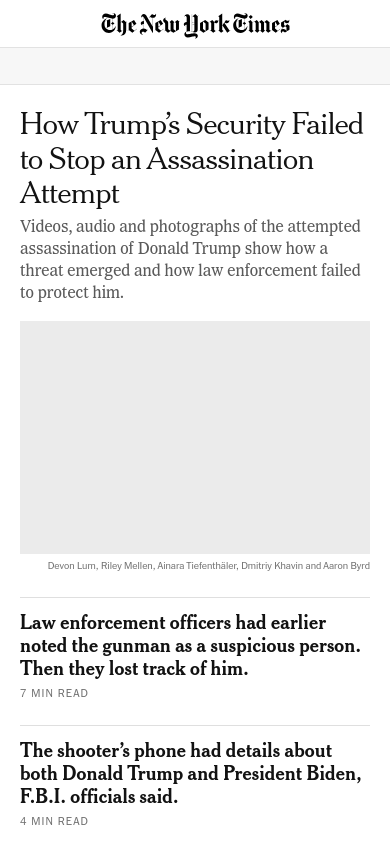 The New York Times
How Trump’s Security Failed
to Stop an Assassination
Attempt
Videos, audio and photographs of the attempted
assassination of Donald Trump show how a
threat emerged and how law enforcement failed
to protect him.
Devon Lum, Riley Mellen, Ainara Tiefenthäler, Dmitriy Khavin and Aaron Byrd
Law enforcement officers had earlier
noted the gunman as a suspicious person.
Then they lost track of him.
7 MIN READ
The shooter’s phone had details about
both Donald Trump and President Biden,
F.B.I. officials said.
4 MIN READ